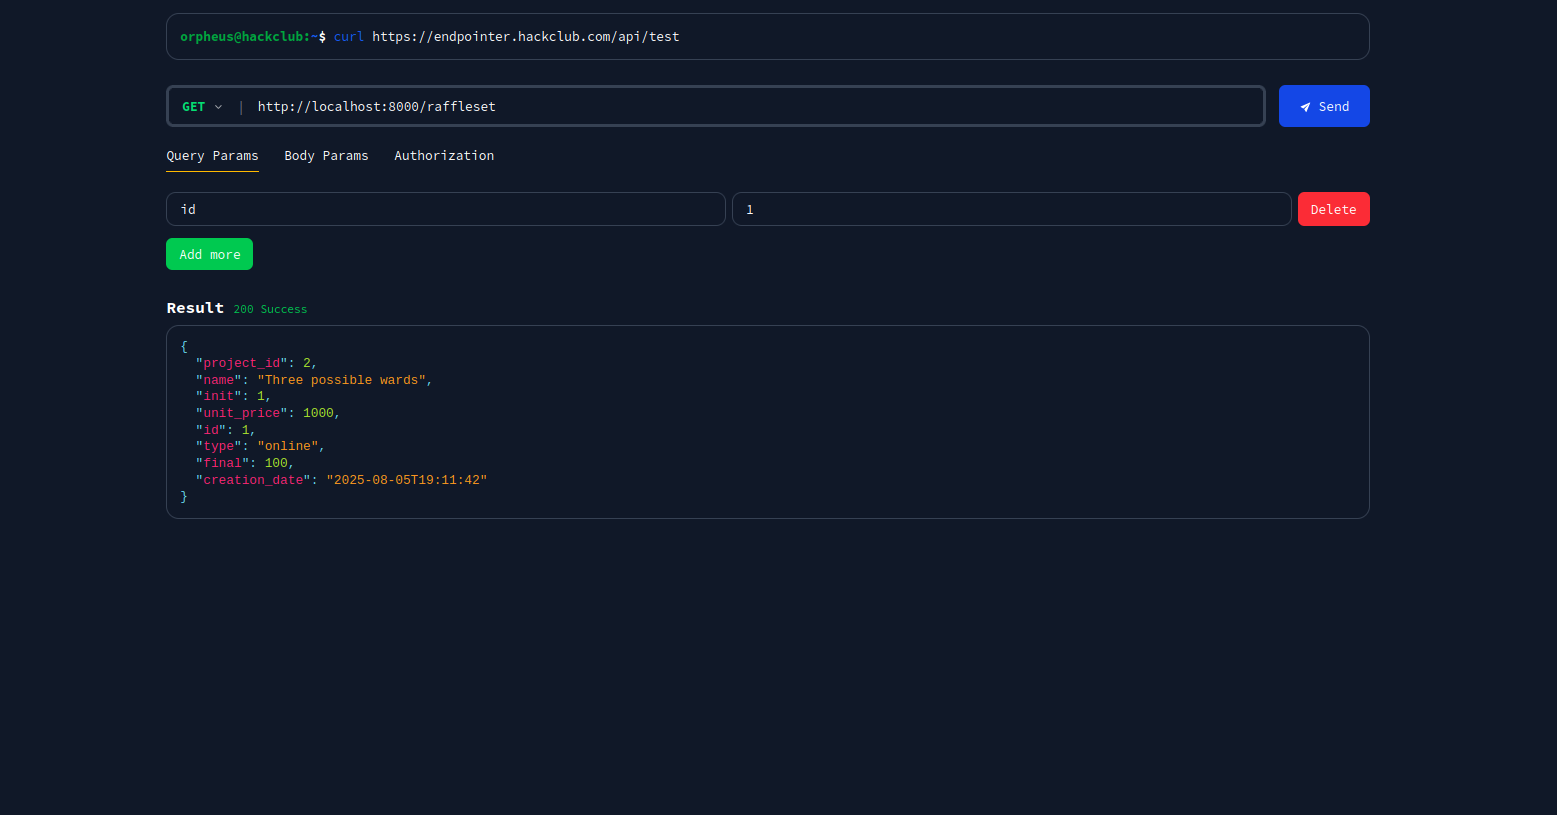 orpheus@hackclub:~$ curl https://endpointer.hackclub.com/api/test
GET | http://localhost:8000/raffleset
Send
Query Params Body Params Authorization
id 1 Delete
Add more
Result 200 Success
{
  "project_id": 2,
  "name": "Three possible wards",
  "init": 1,
  "unit_price": 1000,
  "id": 1,
  "type": "online",
  "final": 100,
  "creation_date": "2025-08-05T19:11:42"
}